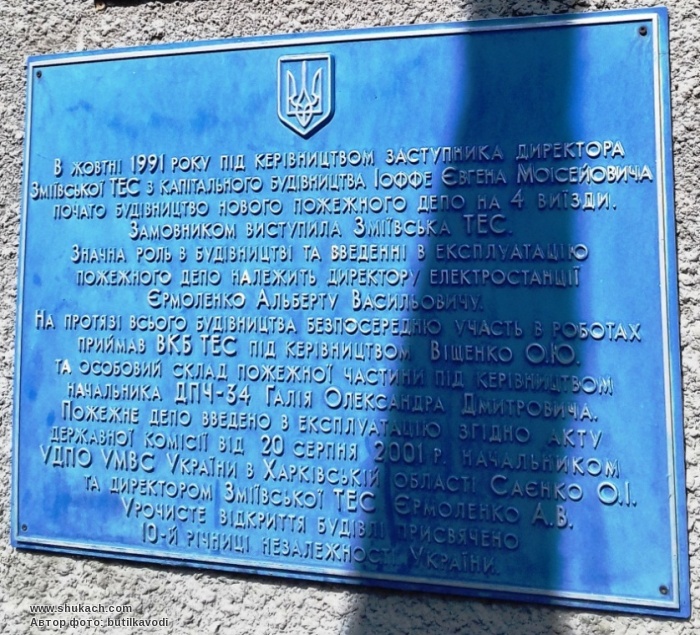 В жовтні 1991 року під керівництвом заступника директора
Зміївської ТЕС з капітального будівництва Іоффе Євгена Моісейовичіа
почато будівництво нового пожежного депо на 4 виїзди.
Замовником виступила Зміївська ТЕС.
Значна роль в будівництві та введенні в експлуатацію
пожежного депо належить директору електростанції
Єрмоленко Альберту Васильовичу.
На протязі всього будівництва безпосередню участь в роботах
приймав ВКБ ТЕС під керівництвом Віщенко О.Ю.
та особовий склад пожежної частини під керівництвом
начальника ДПЧ-34 Галія Олександра Дмитровича.
Пожежне депо введено в експлуатацію згідно акту
державної комісії від 20 серпня 2001 р. начальником
УДПО УМВС України в Харківській області Саєнко О.І.
та директором Зміївської ТЕС Єрмоленко А.В.
Урочисте відкриття будівлі присвячено
10-й річниці незалежності України.
www.shukach.com
Автор фото: butilkavodi